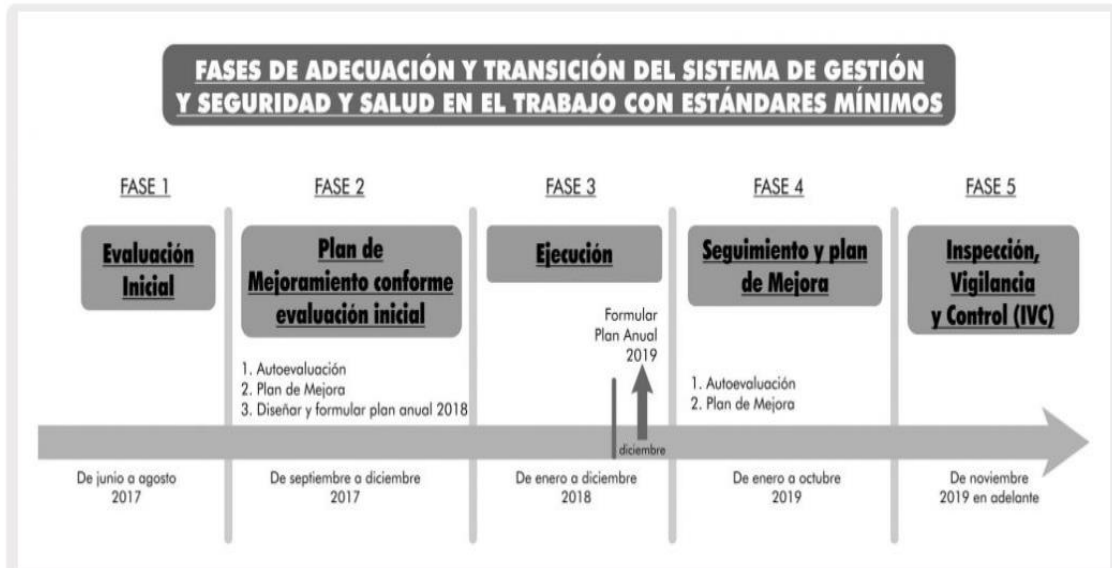 FASES DE ADECUACIÓN Y TRANSICIÓN DEL SISTEMA DE GESTIÓN
Y SEGURIDAD Y SALUD EN EL TRABAJO CON ESTÁNDARES MÍNIMOS
FASE 1
Evaluación
Inicial
De junio a agosto
2017
FASE 2
Plan de
Mejoramiento conforme
evaluación inicial
1. Autoevaluación
2. Plan de Mejora
3. Diseñar y formular plan anual 2018
De septiembre a diciembre
2017
FASE 3
Ejecución
Formular
Plan Anual
2019
diciembre
De enero a diciembre
2018
FASE 4
Seguimiento y plan
de Mejora
1. Autoevaluación
2. Plan de Mejora
De enero a octubre
2019
FASE 5
Inspección,
Vigilancia
y Control (IVC)
De noviembre
2019 en adelante